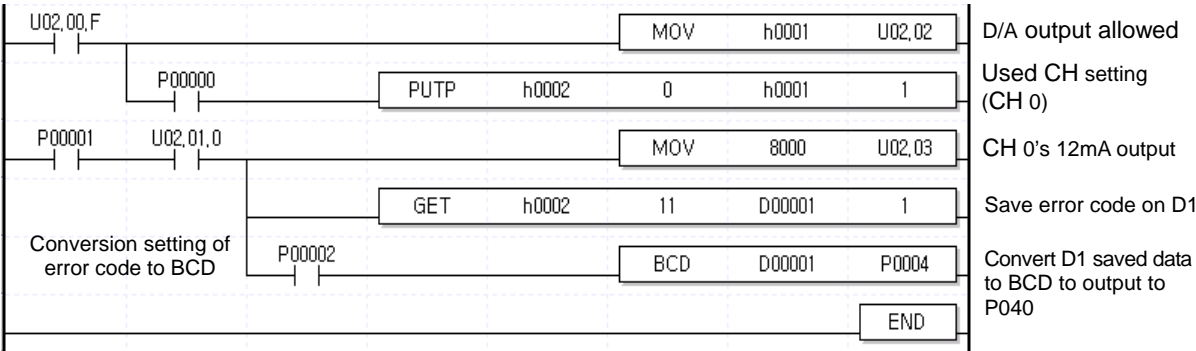 U02,00,F
MOV h0001 U02,02
D/A output allowed
P00000
PUTP h0002 0 h0001 1
Used CH setting
(CH 0)
P00001 U02,01,0
MOV 8000 U02,03
CH 0's 12mA output
GET h0002 11 D00001 1
Save error code on D1
Conversion setting of
error code to BCD
P00002
BCD D00001 P0004
Convert D1 saved data
to BCD to output to
P040
END